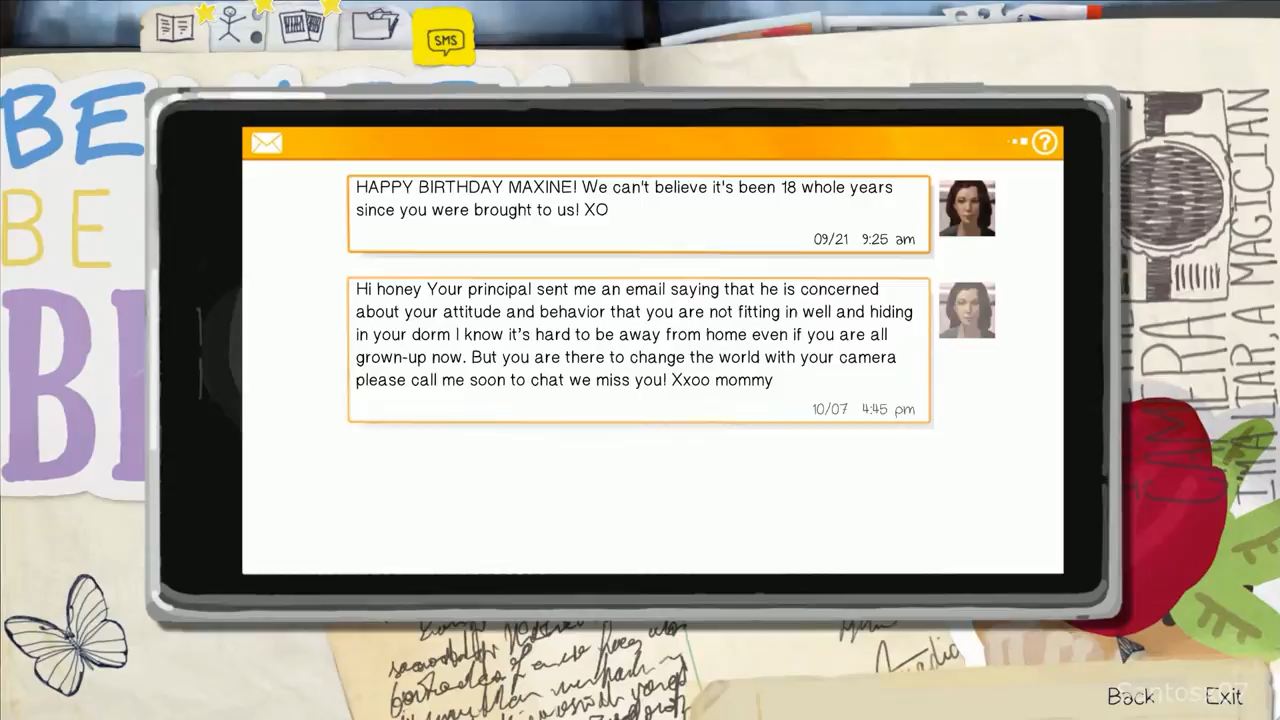 SMS
BE
BE
HAPPY BIRTHDAY MAXINE! We can't believe it's been 18 whole years
since you were brought to us! XO
09/21 9:25 am
Hi honey Your principal sent me an email saying that he is concerned
about your attitude and behavior that you are not fitting in well and hiding
in your dorm I know it's hard to be away from home even if you are all
grown-up now. But you are there to change the world with your camera
please call me soon to chat we miss you! Xxoo mommy
10/07 4:45 pm
?
CAMERA
I'M A LIAR, A MAGICIAN
Back
Exit